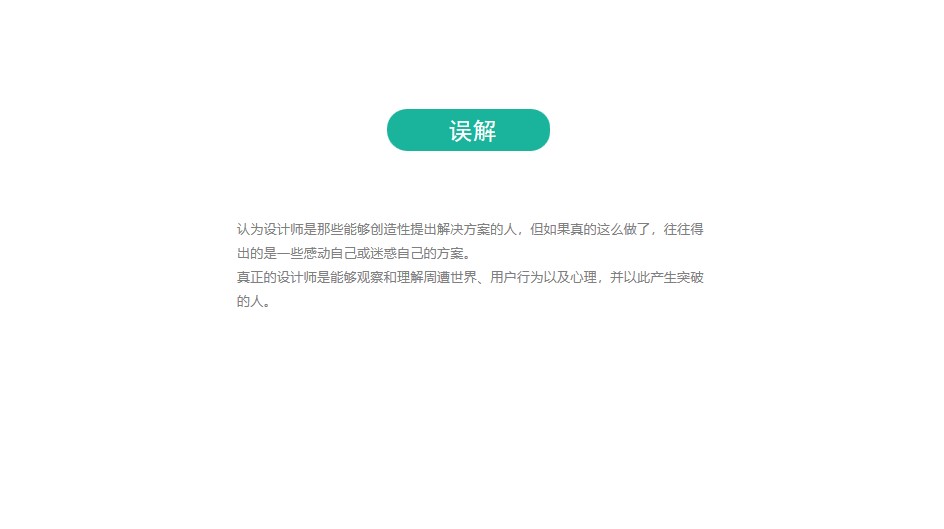 误解
认为设计师是那些能够创造性提出解决方案的人，但如果真的这么做了，往往得
出的是一些感动自己或迷惑自己的方案。
真正的设计师是能够观察和理解周遭世界、用户行为以及心理，并以此产生突破
的人。